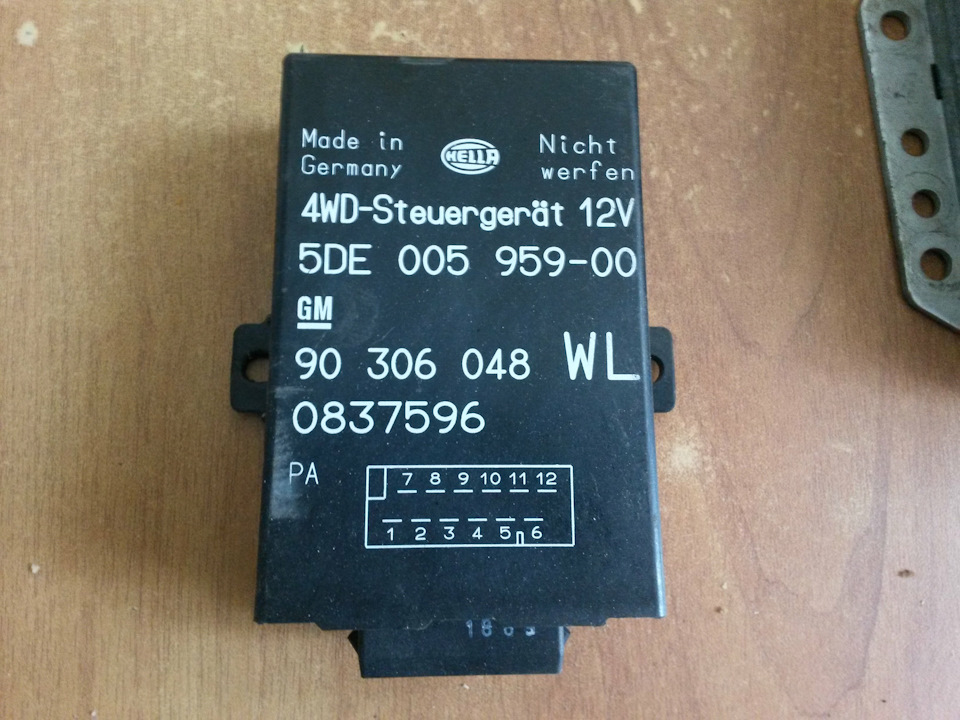 Made in
Germany
HELLA
Nicht
werfen
4WD-Steuergerät 12V
5DE 005 959-00
GM
90 306 048 WL
0837596
PA
7 8 9 10 11 12
1 2 3 4 5 6